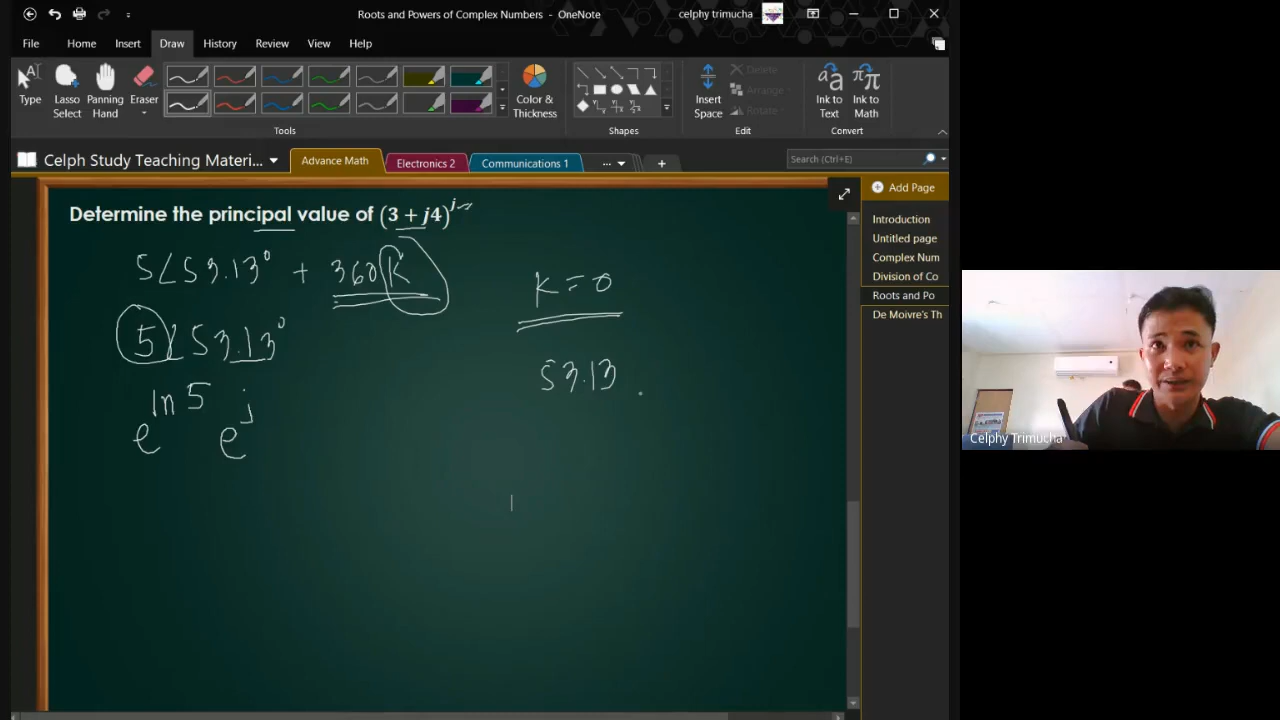 Roots and Powers of Complex Numbers - OneNote
celphy trimucha
File Home Insert Draw History Review View Help
Type
Lasso Select
Panning Hand
Eraser
Color & Thickness
Insert Space
Delete
Arrange
Rotate
Ink to Text
Ink to Math
Tools
Shapes
Edit
Convert
Celph Study Teaching Materi...
Advance Math
Electronics 2
Communications 1
...
Search (Ctrl+E)
Add Page
Introduction
Untitled page
Complex Num
Division of Co
Roots and Po
De Moivre's Th
Determine the principal value of (3 + j4)^j
5∠53.13° + 360k
k = 0
5∠53.13°
53.13
e^ln 5 e^j
Celphy Trimucha